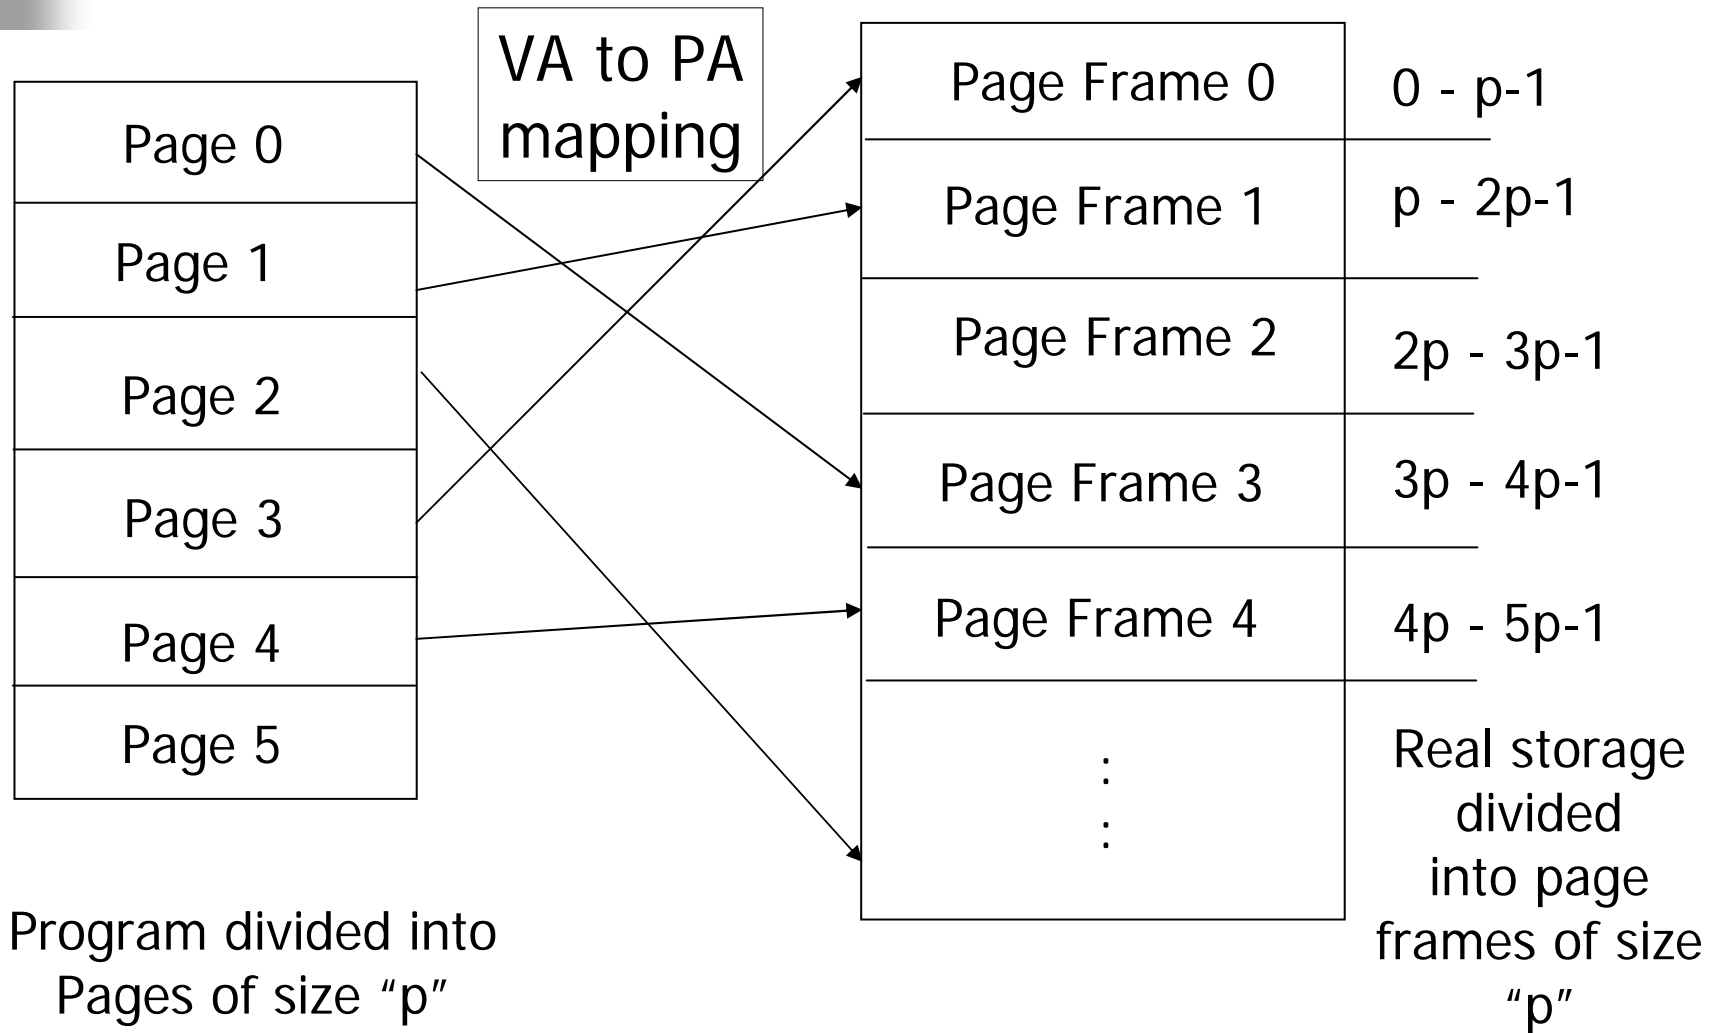 VA to PA
mapping
Page 0
Page 1
Page 2
Page 3
Page 4
Page 5
Program divided into
Pages of size “p”
Page Frame 0
0 - p-1
Page Frame 1
p - 2p-1
Page Frame 2
2p - 3p-1
Page Frame 3
3p - 4p-1
Page Frame 4
4p - 5p-1
:
:
Real storage
divided
into page
frames of size
“p”